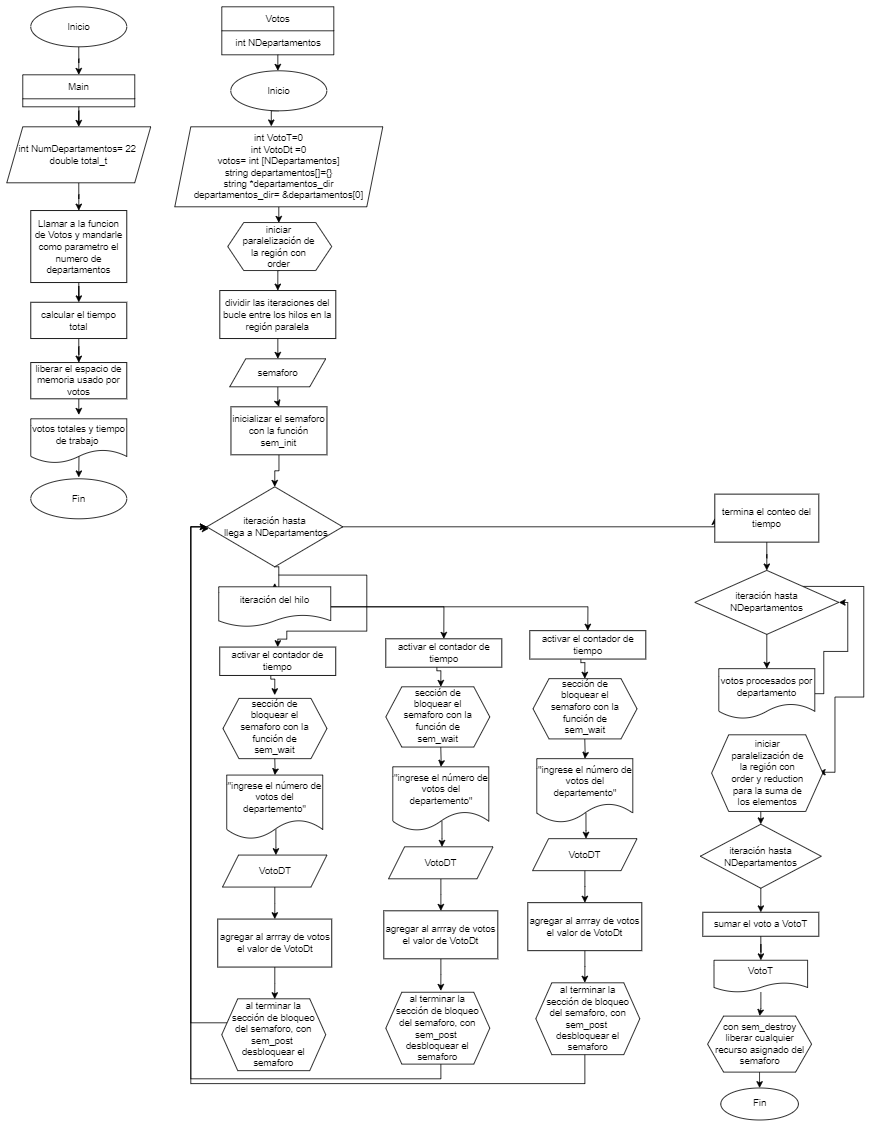 Inicio
Main
int NumDepartamentos= 22
double total_t
Llamar a la funcion
de Votos y mandarle
como parametro el
numero de
departamentos
calcular el tiempo
total
liberar el espacio de
memoria usado por
votos
votos totales y tiempo
de trabajo
Fin
Votos
int NDepartamentos
Inicio
int VotoT=0
int VotoDt =0
votos= int [NDepartamentos]
string departamentos[]={}
string *departamentos_dir
departamentos_dir= &departamentos[0]
iniciar
paralelización de
la región con
order
dividir las iteraciones del
bucle entre los hilos en la
región paralela
semaforo
inicializar el semaforo
con la función
sem_init
iteración hasta
llega a NDepartamentos
iteración del hilo
activar el contador de
tiempo
sección de
bloquear el
semaforo con la
función de
sem_wait
"ingrese el número de
votos del
departemento"
VotoDT
agregar al arrray de votos
el valor de VotoDt
al terminar la
sección de bloqueo
del semaforo, con
sem_post
desbloquear el
semaforo
activar el contador de
tiempo
sección de
bloquear el
semaforo con la
función de
sem_wait
"ingrese el número de
votos del
departemento"
VotoDT
agregar al arrray de votos
el valor de VotoDt
al terminar la
sección de bloqueo
del semaforo, con
sem_post
desbloquear el
semaforo
activar el contador de
tiempo
sección de
bloquear el
semaforo con la
función de
sem_wait
"ingrese el número de
votos del
departemento"
VotoDT
agregar al arrray de votos
el valor de VotoDt
al terminar la
sección de bloqueo
del semaforo, con
sem_post
desbloquear el
semaforo
termina el conteo del
tiempo
iteración hasta
NDepartamentos
votos procesados por
departamento
iniciar
paralelización de
la región con
order y reduction
para la suma de
los elementos
iteración hasta
NDepartamentos
sumar el voto a VotoT
VotoT
con sem_destroy
liberar cualquier
recurso asignado del
semaforo
Fin